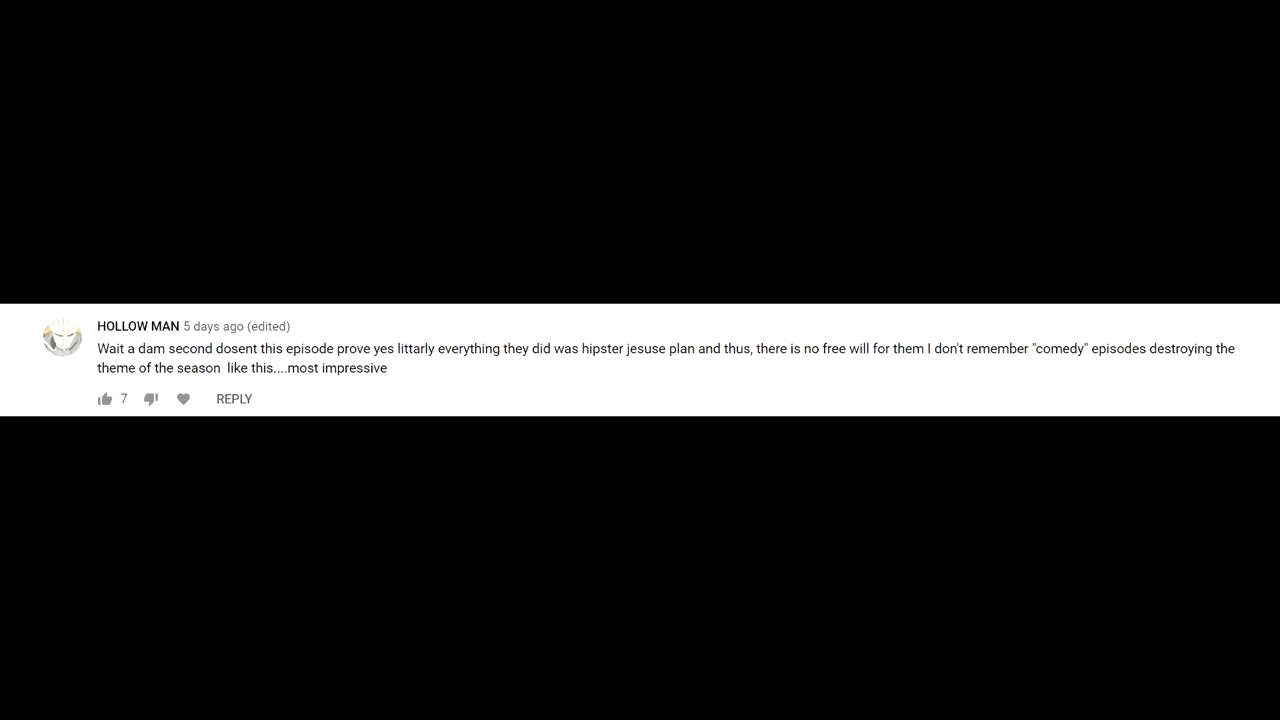 HOLLOW MAN 5 days ago (edited)
Wait a dam second dosent this episode prove yes littarly everything they did was hipster jesuse plan and thus, there is no free will for them I don't remember "comedy" episodes destroying the
theme of the season  like this....most impressive
7 REPLY